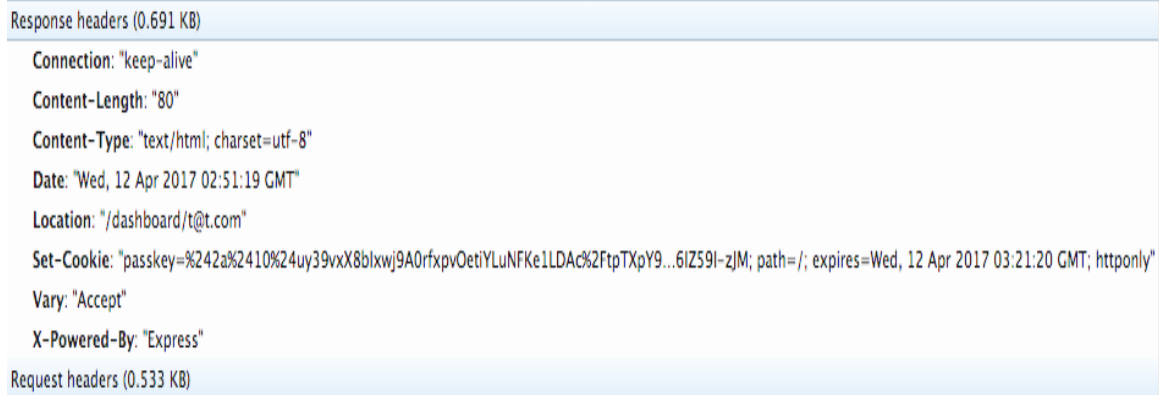 Response headers (0.691 KB)
Connection: "keep-alive"
Content-Length: "80"
Content-Type: "text/html; charset=utf-8"
Date: "Wed, 12 Apr 2017 02:51:19 GMT"
Location: "/dashboard/t@t.com"
Set-Cookie: "passkey=%242a%2410%24uy39vxX8bIxwj9A0rfxpvOetiYLuNFKe1LDAc%2FtpTXpY9...6IZ59I-zJM; path=/; expires=Wed, 12 Apr 2017 03:21:20 GMT; httponly"
Vary: "Accept"
X-Powered-By: "Express"
Request headers (0.533 KB)